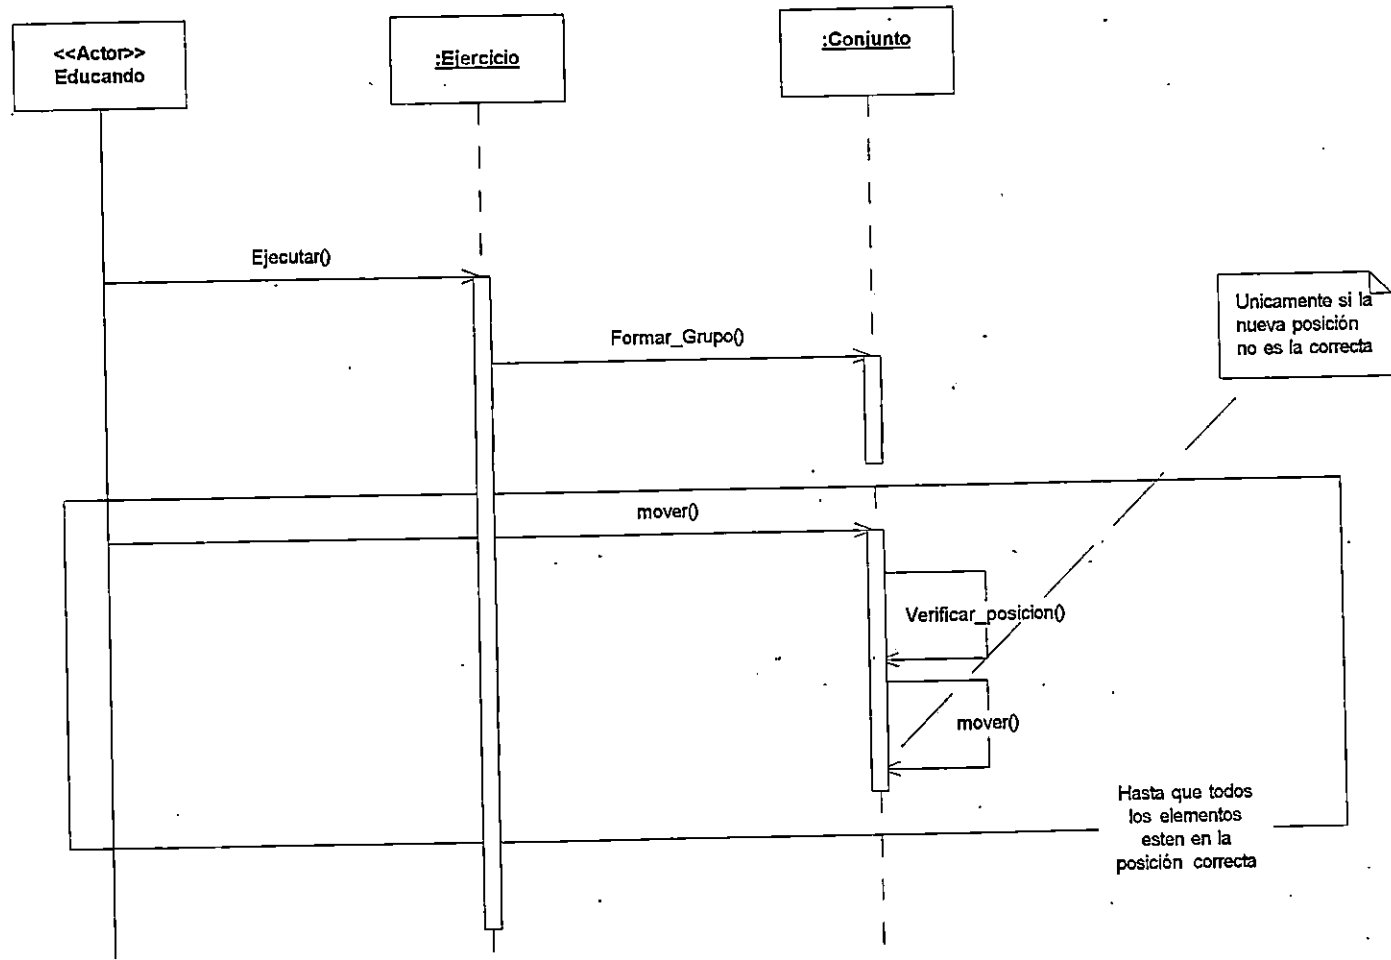 <<Actor>>
Educando
:Ejercicio
:Conjunto
Ejecutar()
Formar_Grupo()
Unicamente si la
nueva posición
no es la correcta
mover()
Verificar_posicion()
mover()
Hasta que todos
los elementos
esten en la
posición correcta